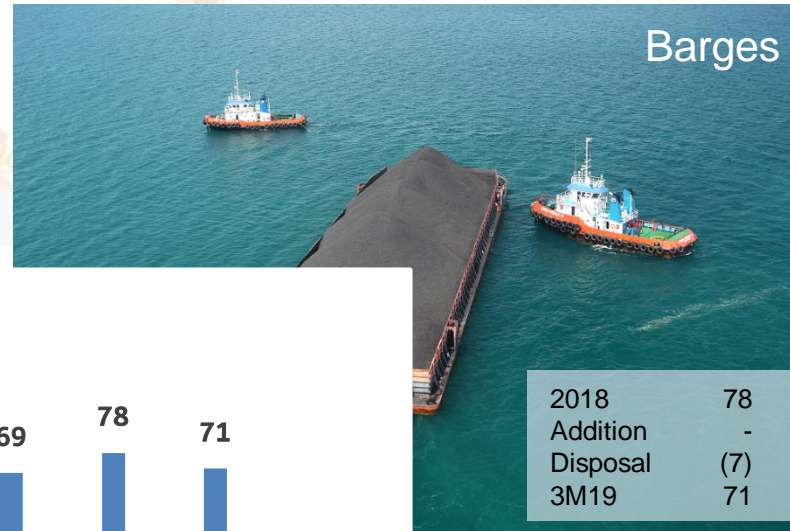 Barges
69
78
71
2018 78
Addition -
Disposal (7)
3M19 71